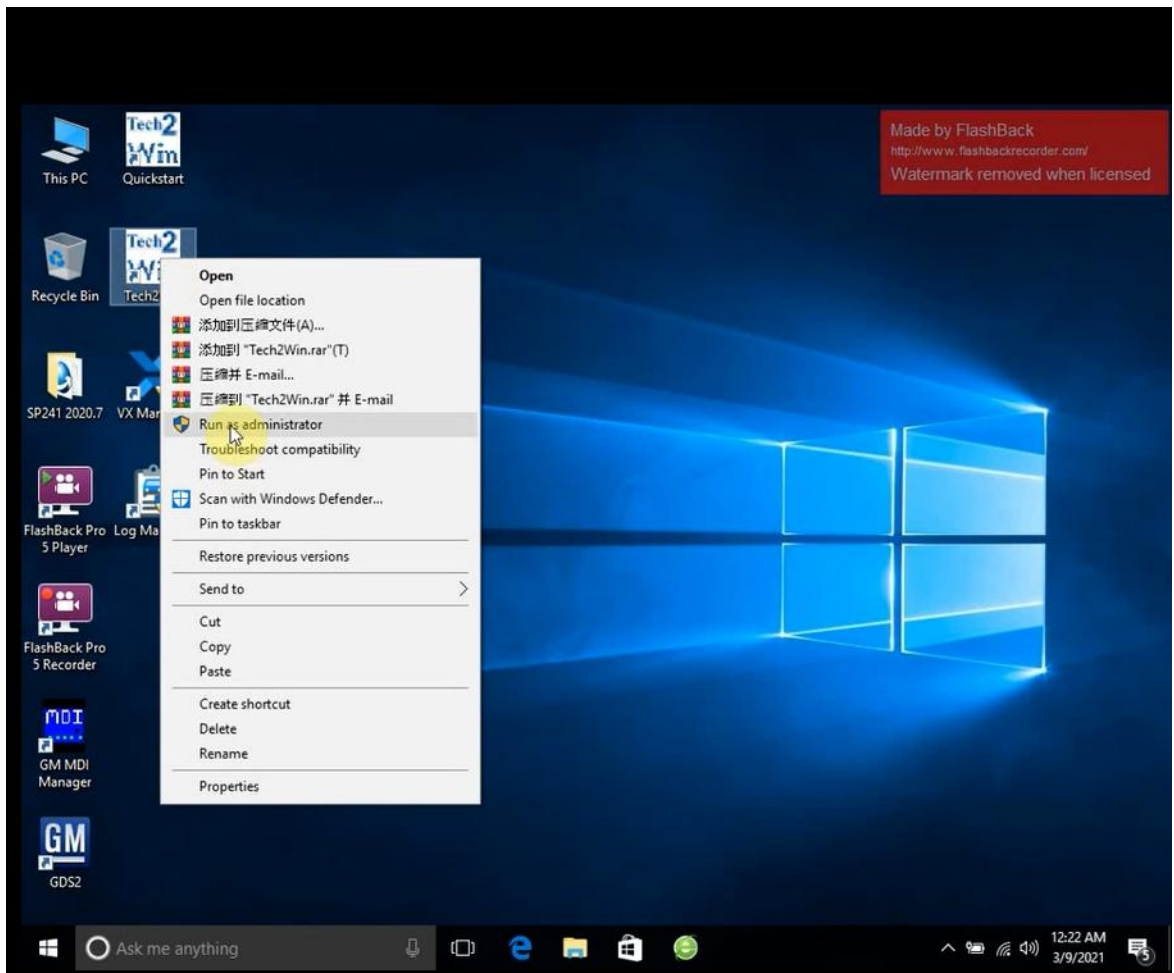 Made by FlashBack
http://www.flashbackrecorder.com/
Watermark removed when licensed
This PC
Tech2
Win
Quickstart
Recycle Bin
Tech2
SP241 2020.7
VX Mar
FlashBack Pro
5 Player
Log Ma
FlashBack Pro
5 Recorder
MDI
GM MDI
Manager
GM
GDS2
Open
Open file location
添加到压缩文件(A)...
添加到 "Tech2Win.rar"(T)
压缩并 E-mail...
压缩到 "Tech2Win.rar" 并 E-mail
Run as administrator
Troubleshoot compatibility
Pin to Start
Scan with Windows Defender...
Pin to taskbar
Restore previous versions
Send to
Cut
Copy
Paste
Create shortcut
Delete
Rename
Properties
Ask me anything
12:22 AM
3/9/2021
5